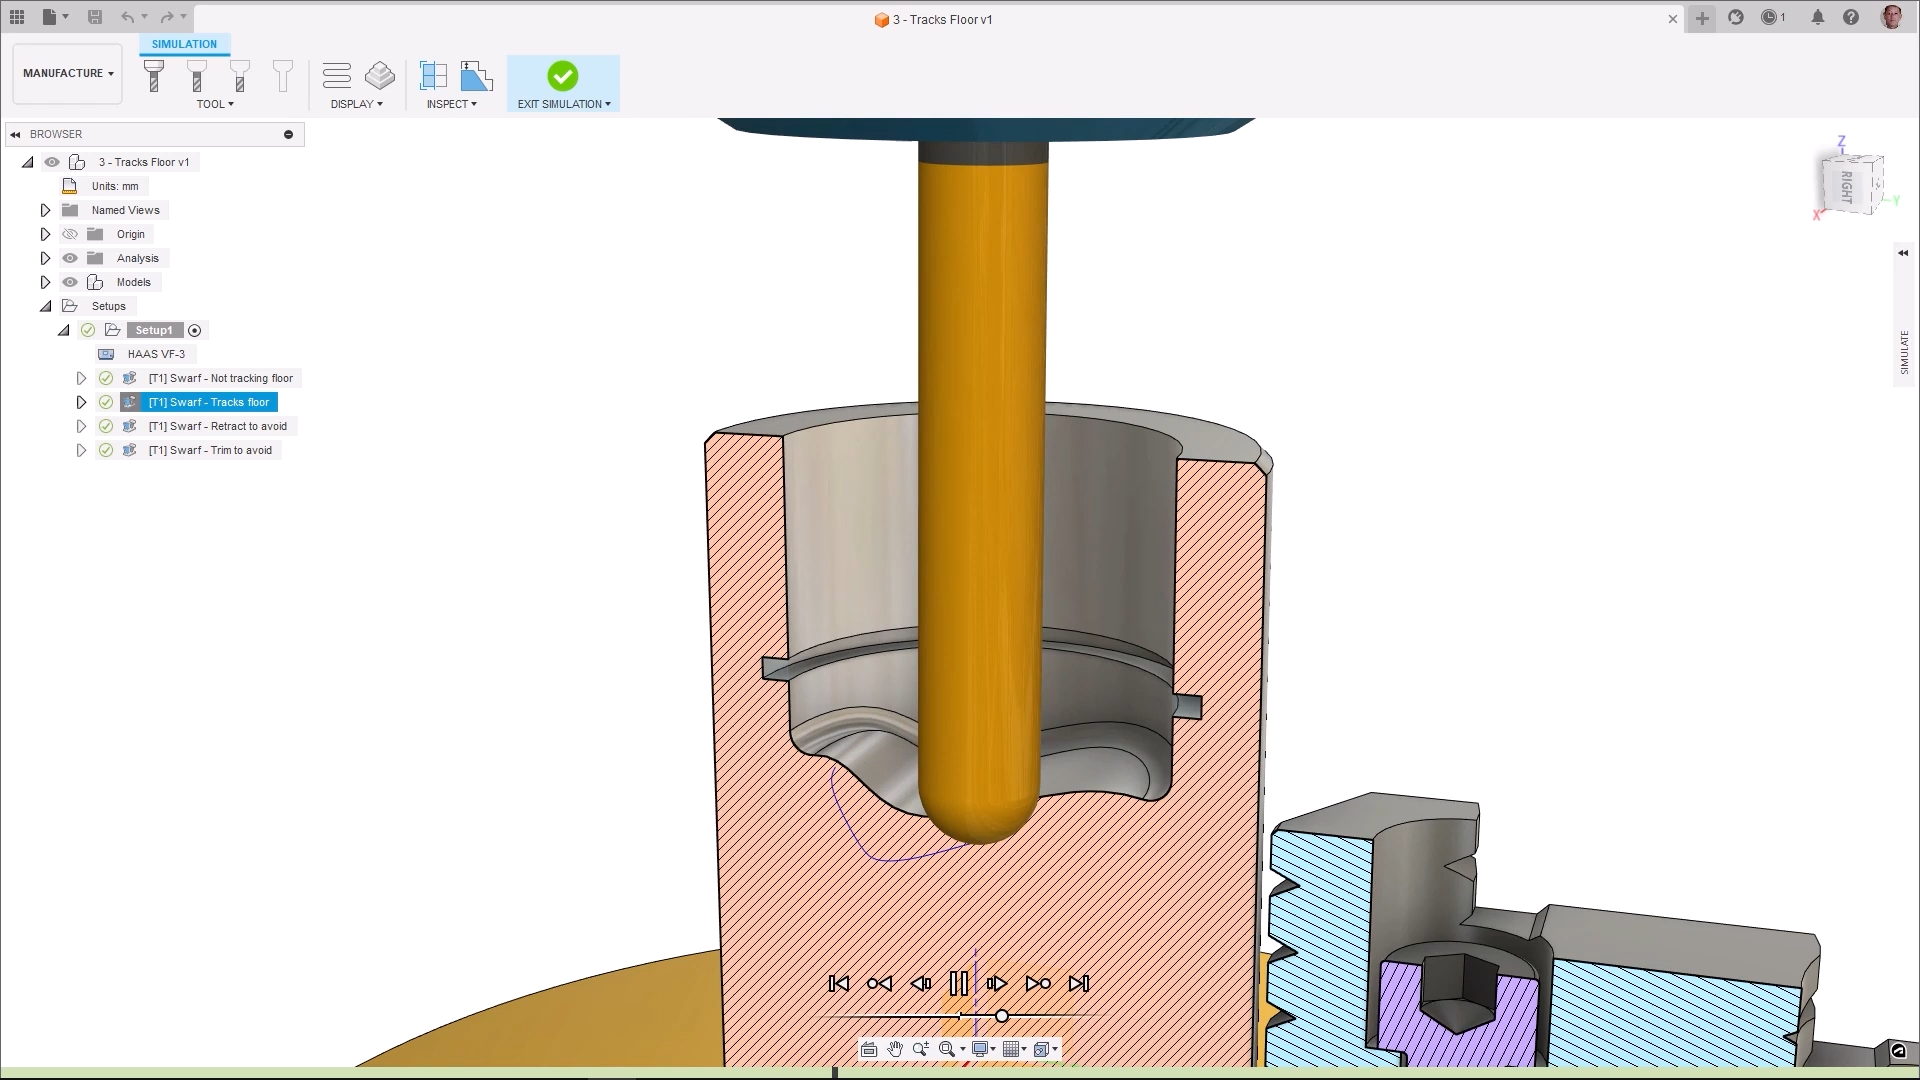 3 - Tracks Floor v1
1
SIMULATION
MANUFACTURE
TOOL
DISPLAY
INSPECT
EXIT SIMULATION
BROWSER
3 - Tracks Floor v1
Units: mm
Named Views
Origin
Analysis
Models
Setups
Setup1
HAAS VF-3
[T1] Swarf - Not tracking floor
[T1] Swarf - Tracks floor
[T1] Swarf - Retract to avoid
[T1] Swarf - Trim to avoid
Z
RIGHT
X
Y
SIMULATE